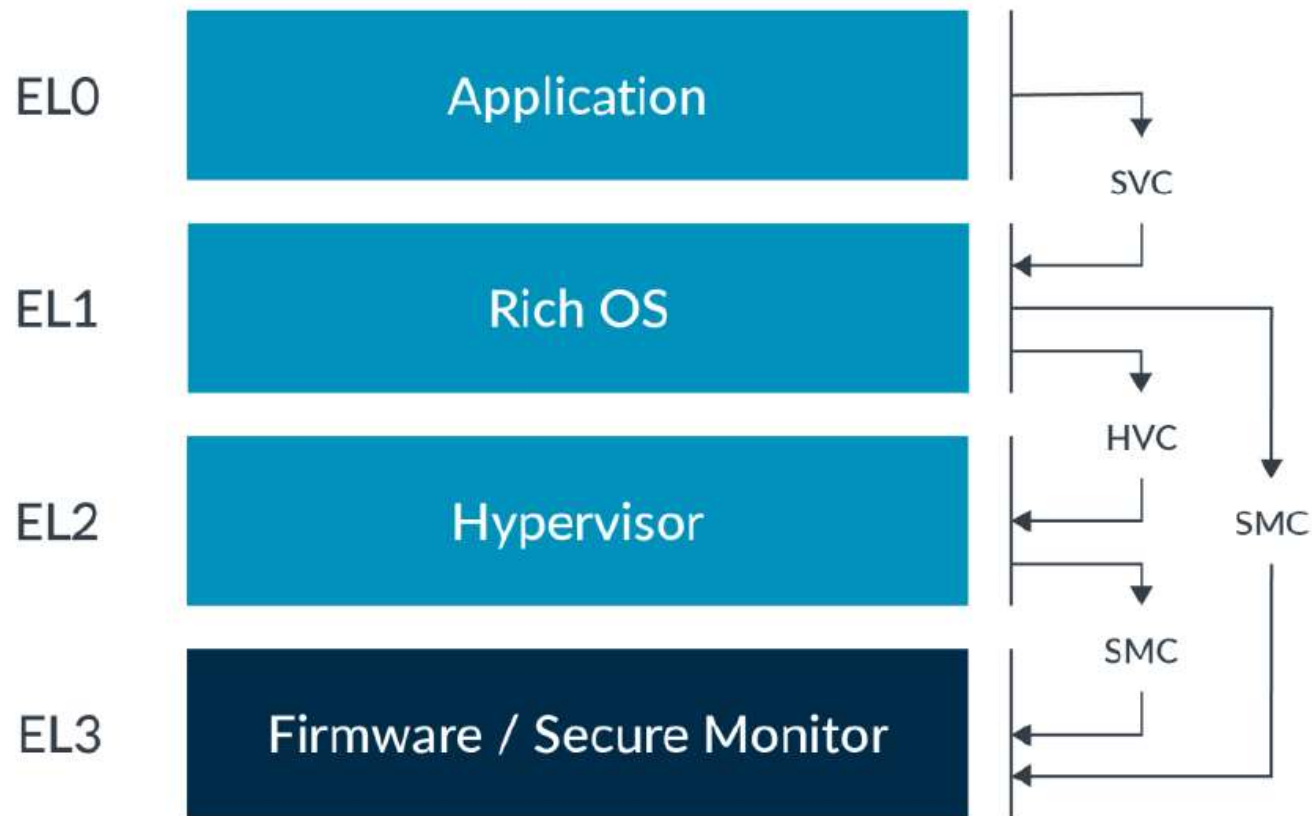 EL0
Application
SVC
EL1
Rich OS
HVC
EL2
Hypervisor
SMC
SMC
EL3
Firmware / Secure Monitor